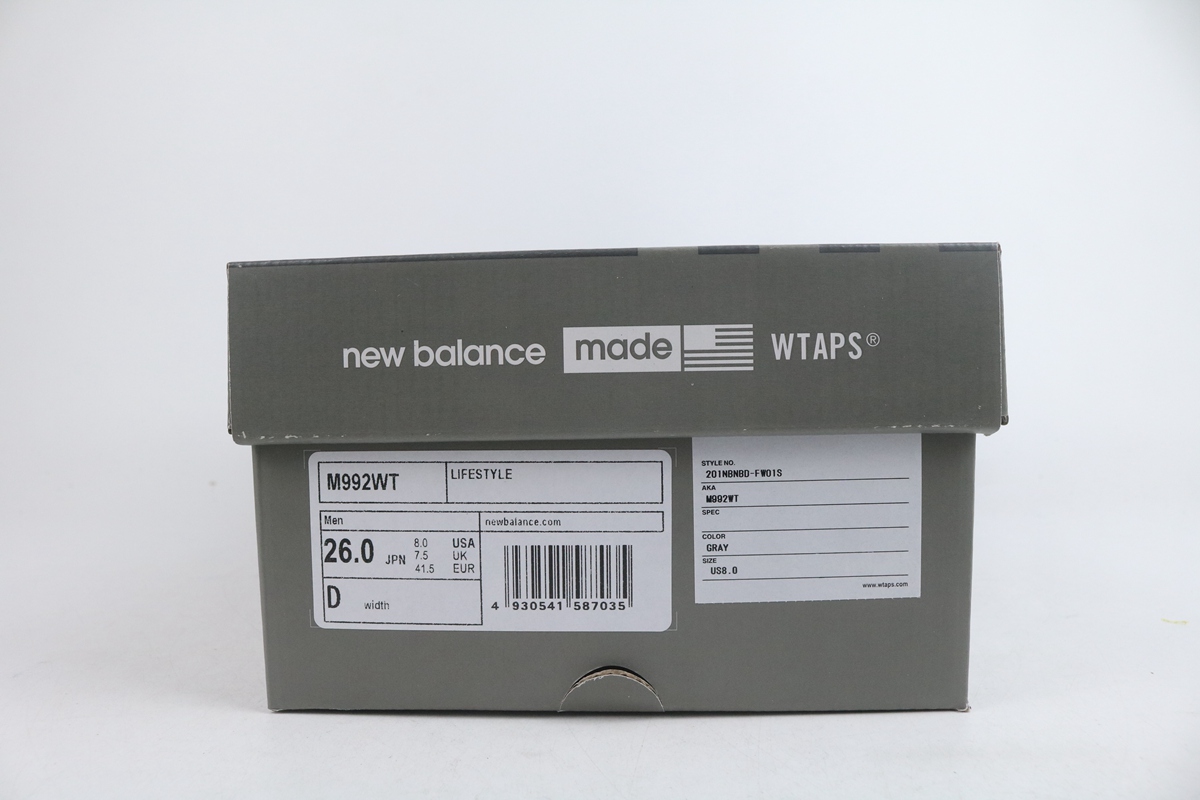 new balance made WTAPS®
M992WT LIFESTYLE
Men newbalance.com
26.0 JPN
8.0 USA
7.5 UK
41.5 EUR
D width
4 930541 587035
STYLE NO.
201NBNBD-FW01S
AKA
M992WT
SPEC
COLOR
GRAY
SIZE
US8.0
www.wtaps.com